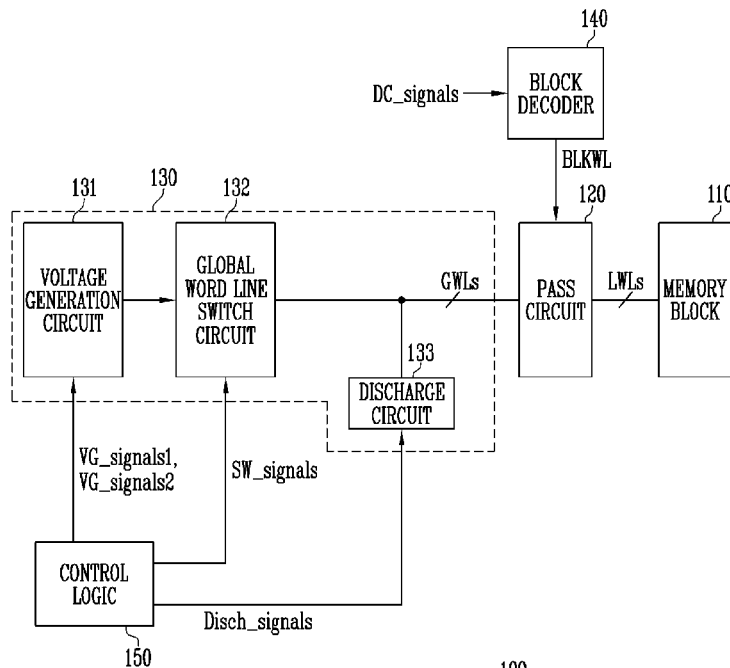 140
DC_signals
BLOCK
DECODER
BLKWL
131
130
132
120
110
VOLTAGE
GENERATION
CIRCUIT
GLOBAL
WORD LINE
SWITCH
CIRCUIT
GWLs
PASS
CIRCUIT
LWLs
MEMORY
BLOCK
133
DISCHARGE
CIRCUIT
VG_signals1,
VG_signals2
SW_signals
CONTROL
LOGIC
Disch_signals
150